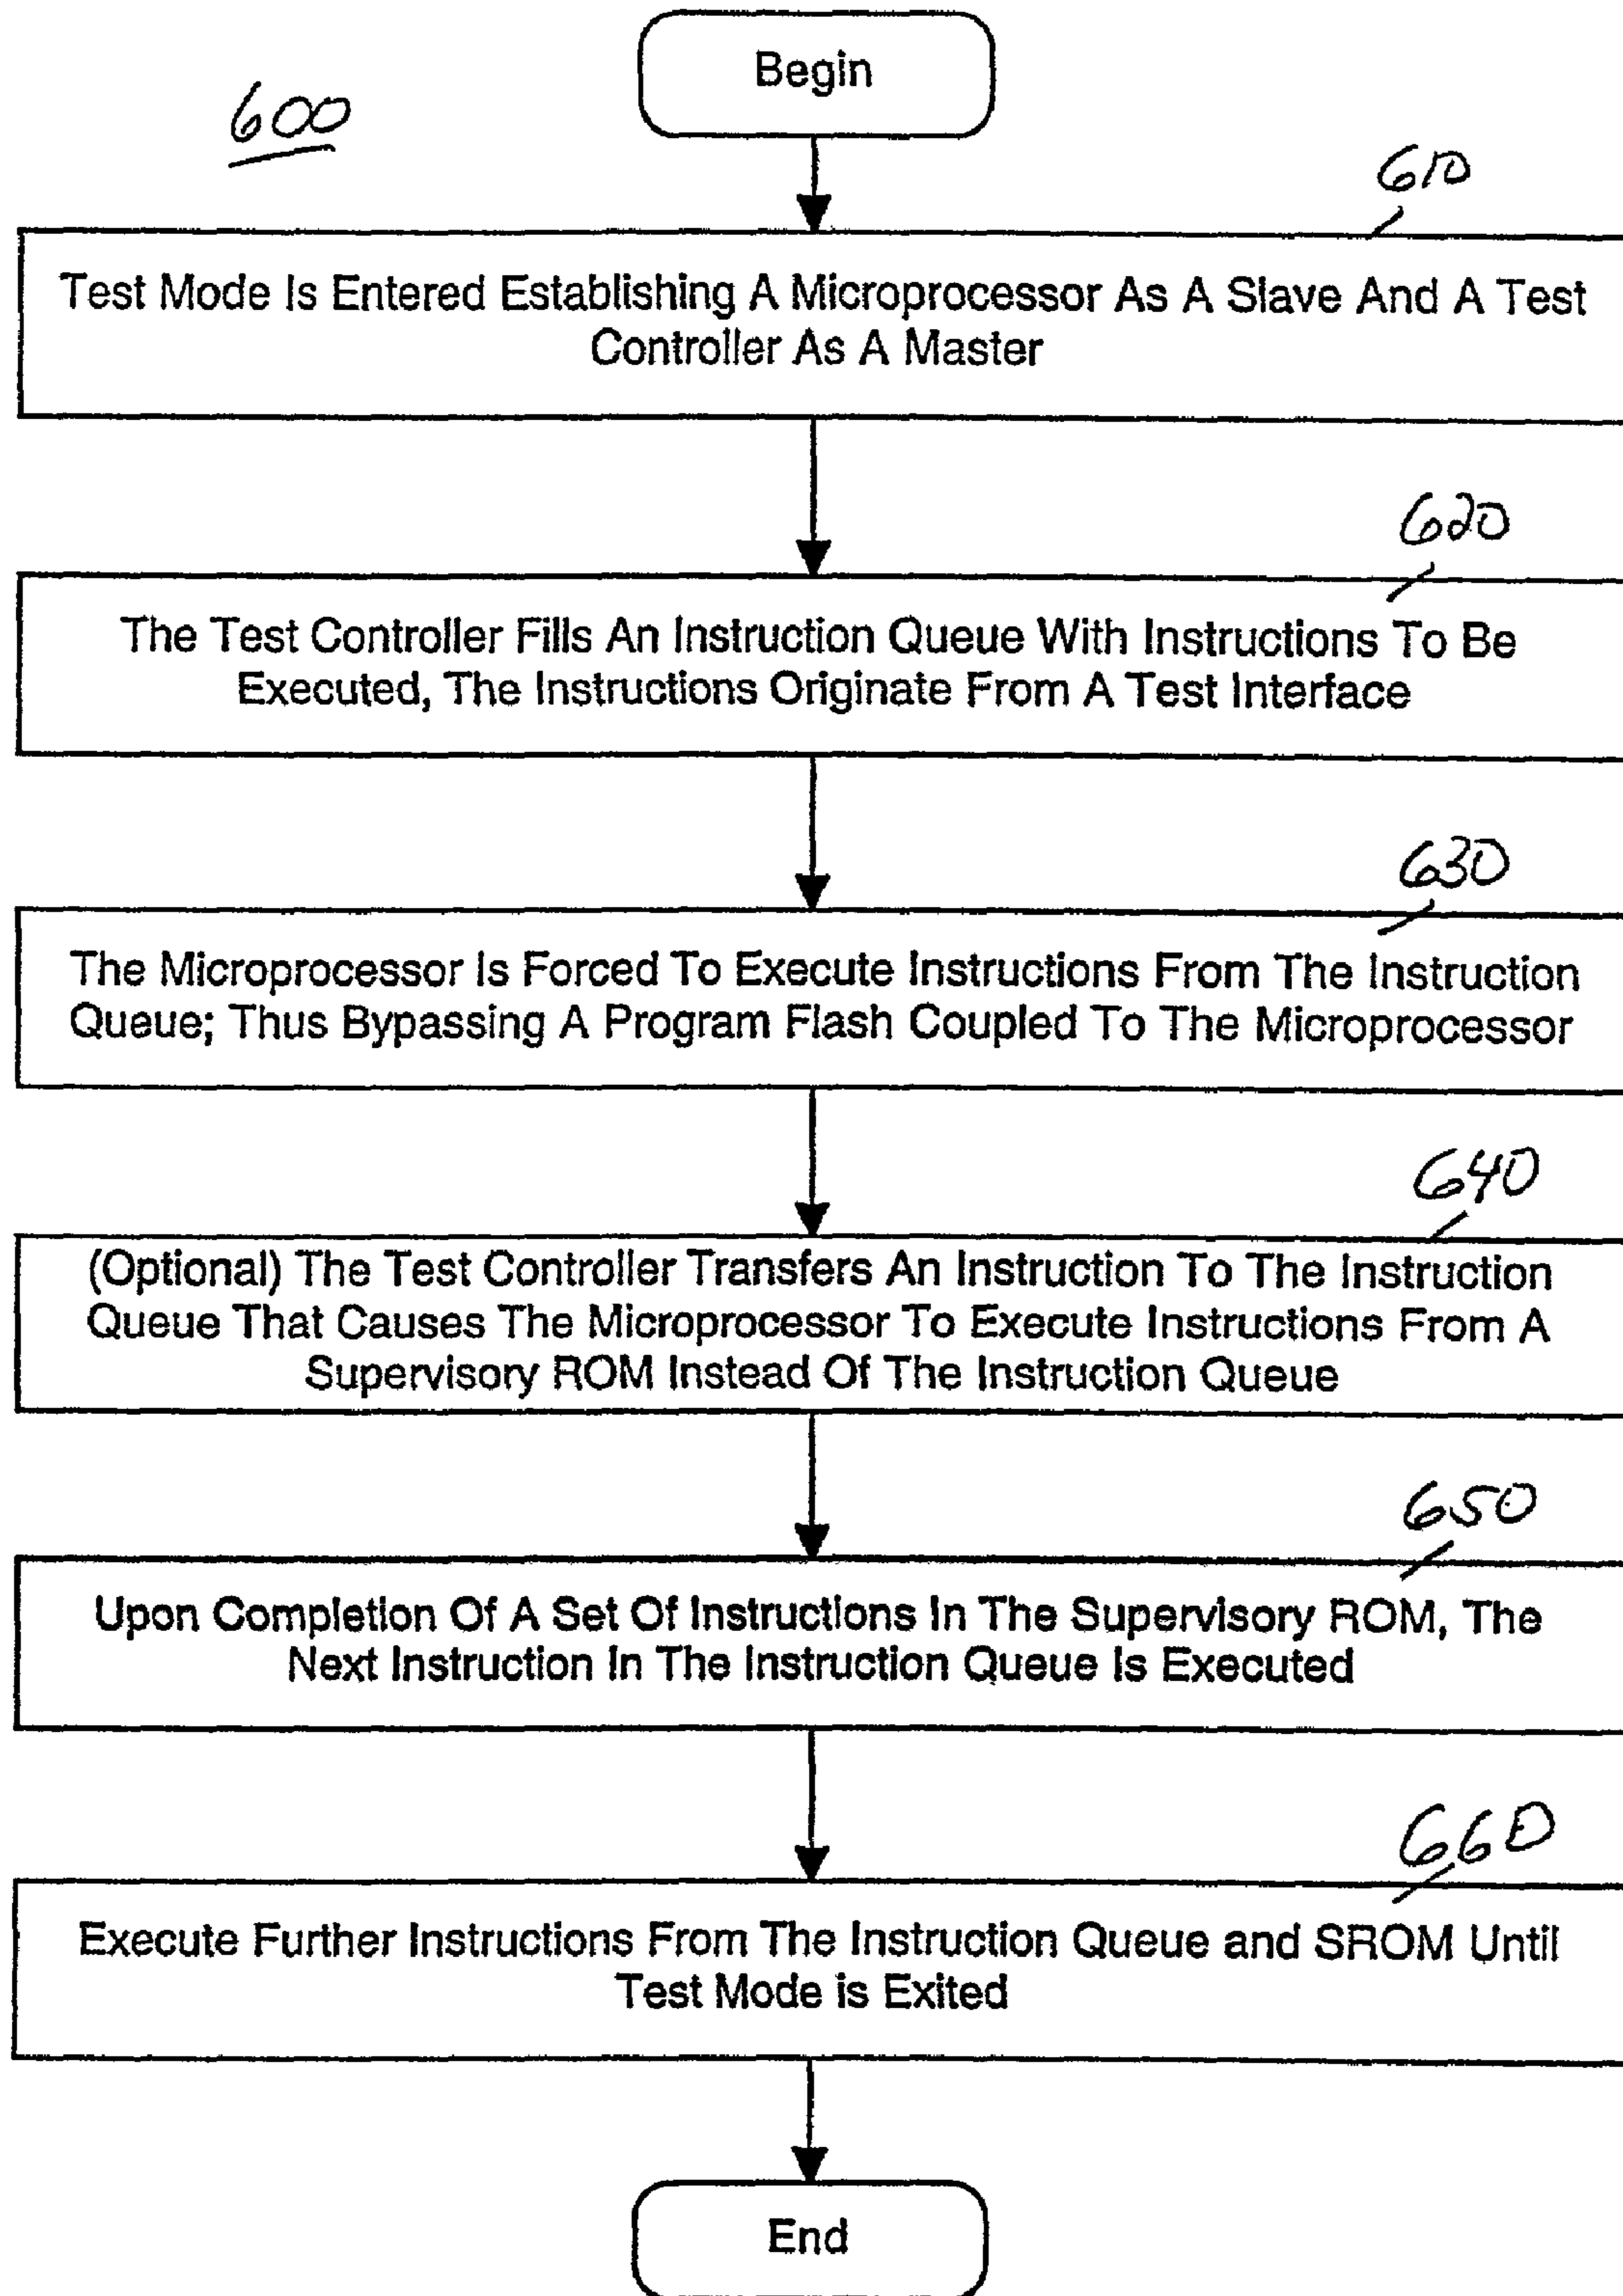 Begin
600
610
Test Mode Is Entered Establishing A Microprocessor As A Slave And A Test
Controller As A Master
620
The Test Controller Fills An Instruction Queue With Instructions To Be
Executed, The Instructions Originate From A Test Interface
630
The Microprocessor Is Forced To Execute Instructions From The Instruction
Queue; Thus Bypassing A Program Flash Coupled To The Microprocessor
640
(Optional) The Test Controller Transfers An Instruction To The Instruction
Queue That Causes The Microprocessor To Execute Instructions From A
Supervisory ROM Instead Of The Instruction Queue
650
Upon Completion Of A Set Of Instructions In The Supervisory ROM, The
Next Instruction In The Instruction Queue Is Executed
660
Execute Further Instructions From The Instruction Queue and SROM Until
Test Mode is Exited
End